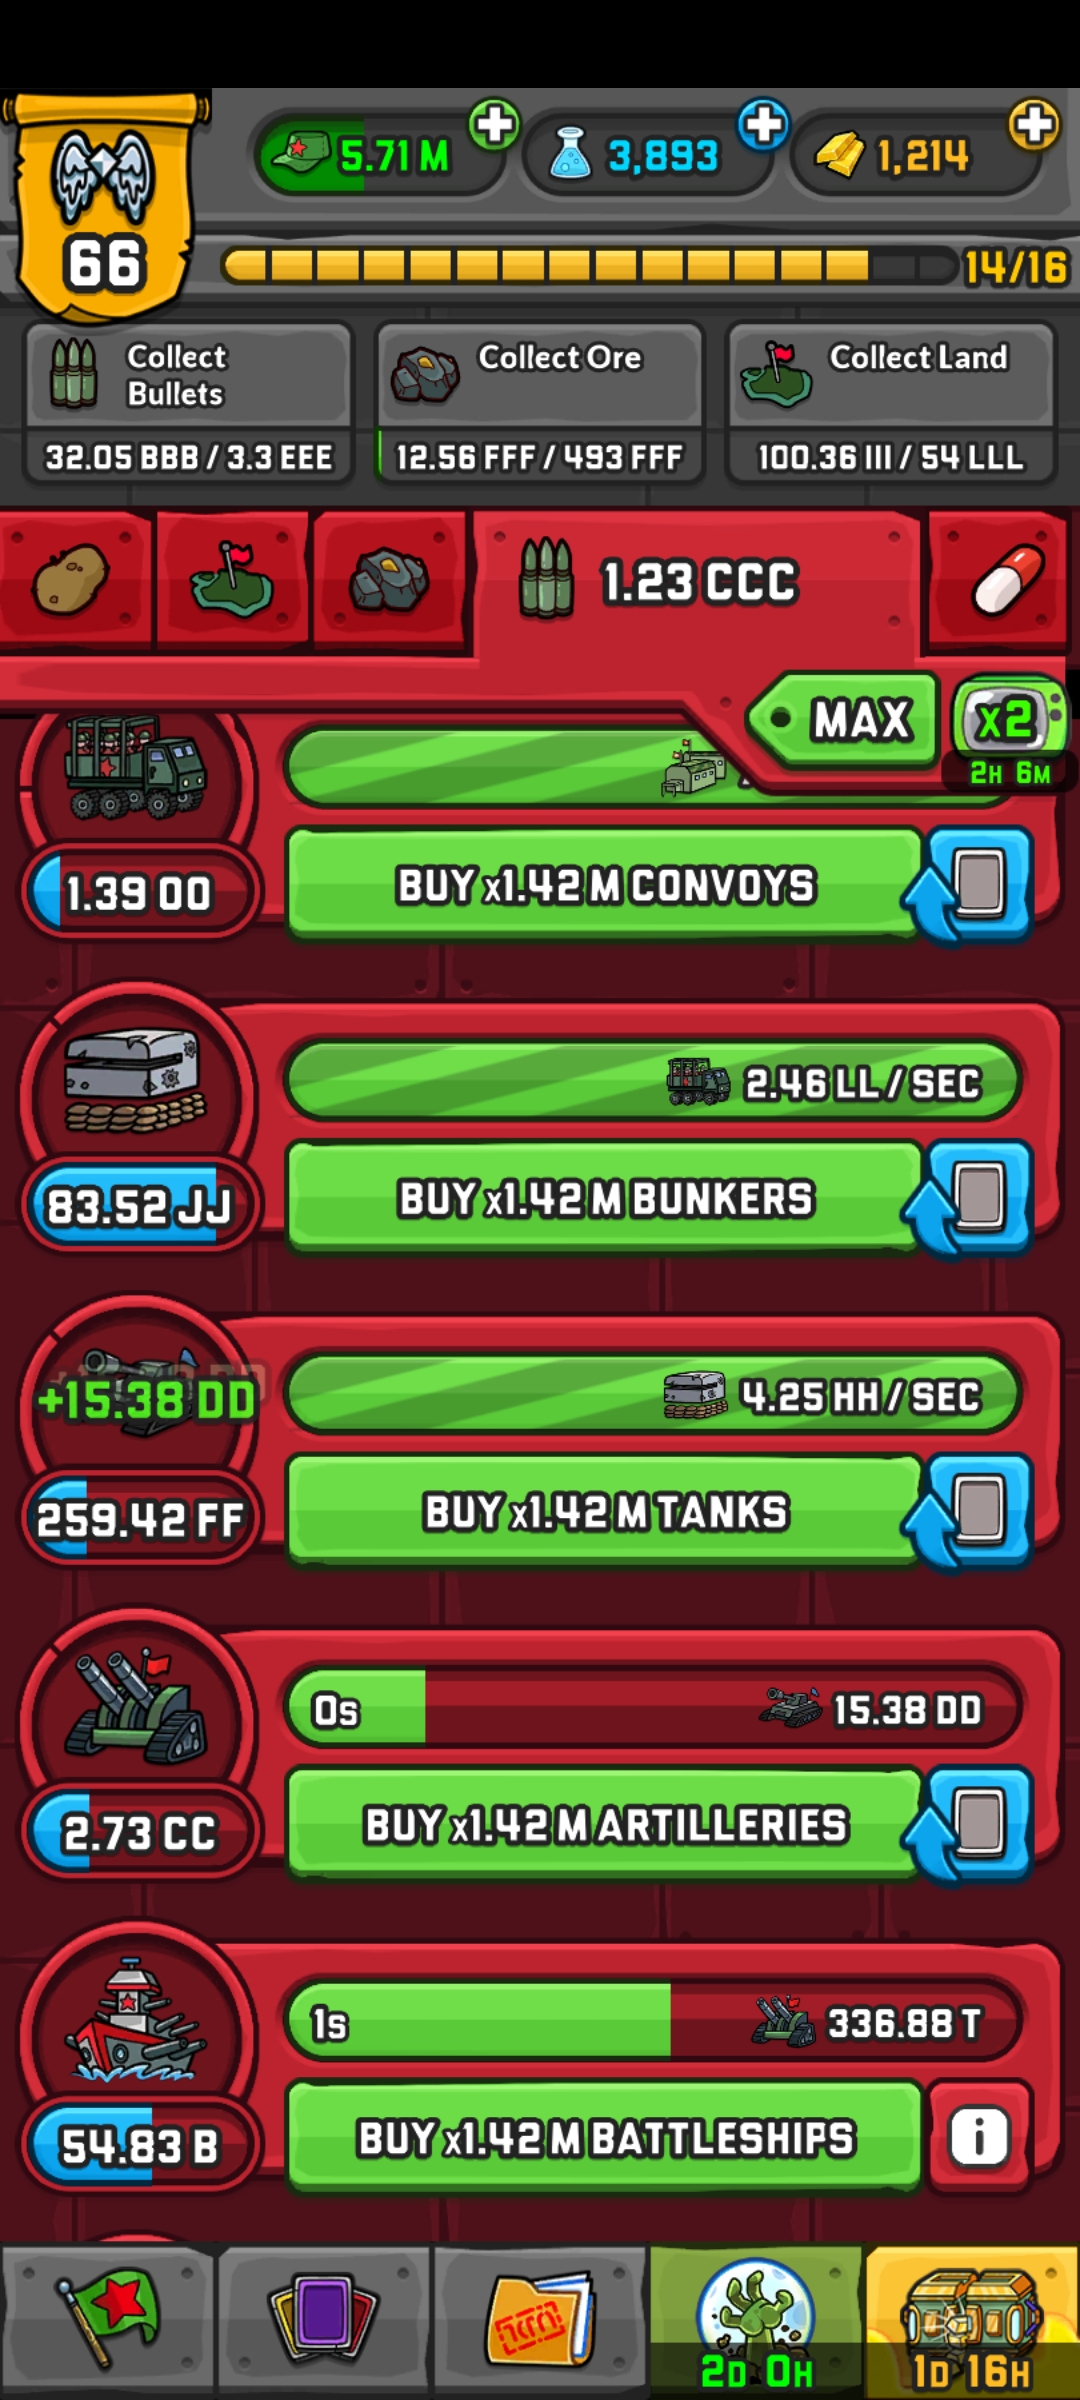 66
5.71 M
3,893
1,214
14/16
Collect
Bullets
Collect Ore
Collect Land
32.05 BBB / 3.3 EEE
12.56 FFF / 493 FFF
100.36 III / 54 LLL
1.23 CCC
MAX
x2
2H 6M
1.39 OO
BUY x1.42 M CONVOYS
2.46 LL / SEC
83.52 JJ
BUY x1.42 M BUNKERS
+15.38 DD
4.25 HH / SEC
259.42 FF
BUY x1.42 M TANKS
0s
15.38 DD
2.73 CC
BUY x1.42 M ARTILLERIES
1s
336.88 T
54.83 B
BUY x1.42 M BATTLESHIPS
i
2D 0H
1D 16H